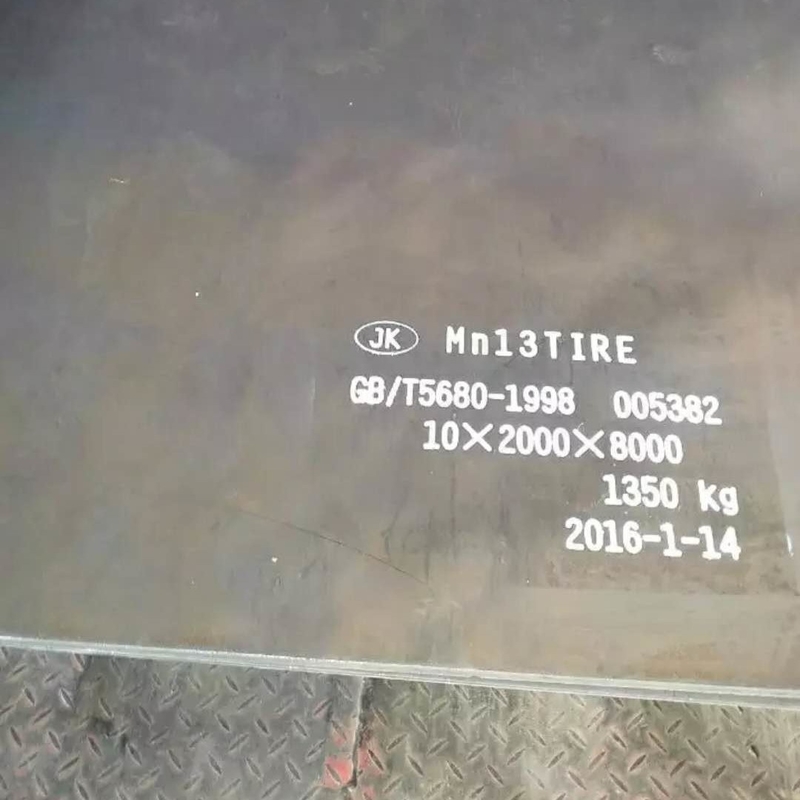 JK Mn13TIRE
GB/T5680-1998 005382
10×2000×8000
1350 kg
2016-1-14